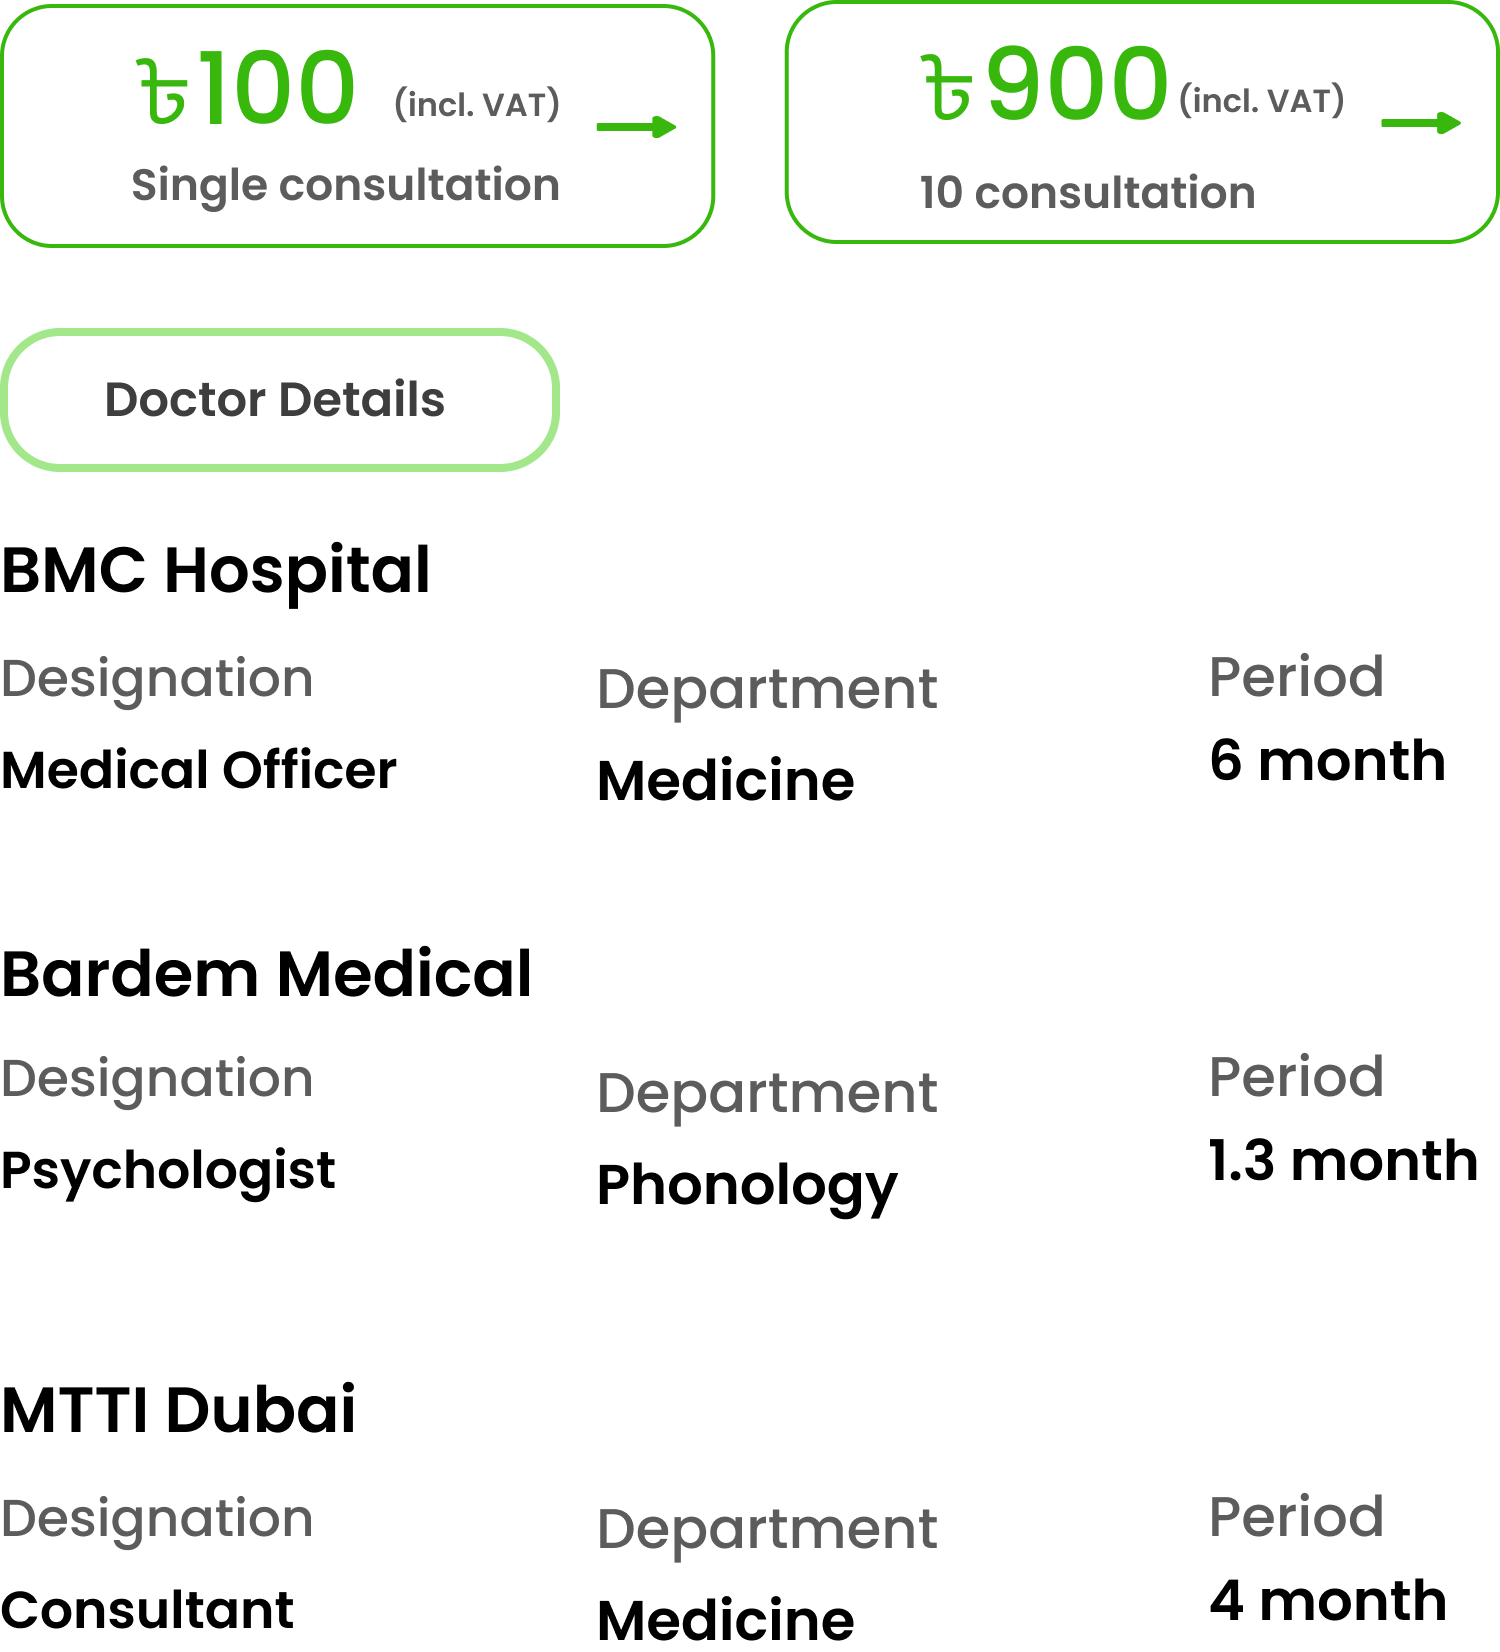 ৳100 (incl. VAT)
Single consultation
৳900 (incl. VAT)
10 consultation
Doctor Details
BMC Hospital
Designation Department Period
Medical Officer Medicine 6 month
Bardem Medical
Designation Department Period
Psychologist Phonology 1.3 month
MTTI Dubai
Designation Department Period
Consultant Medicine 4 month